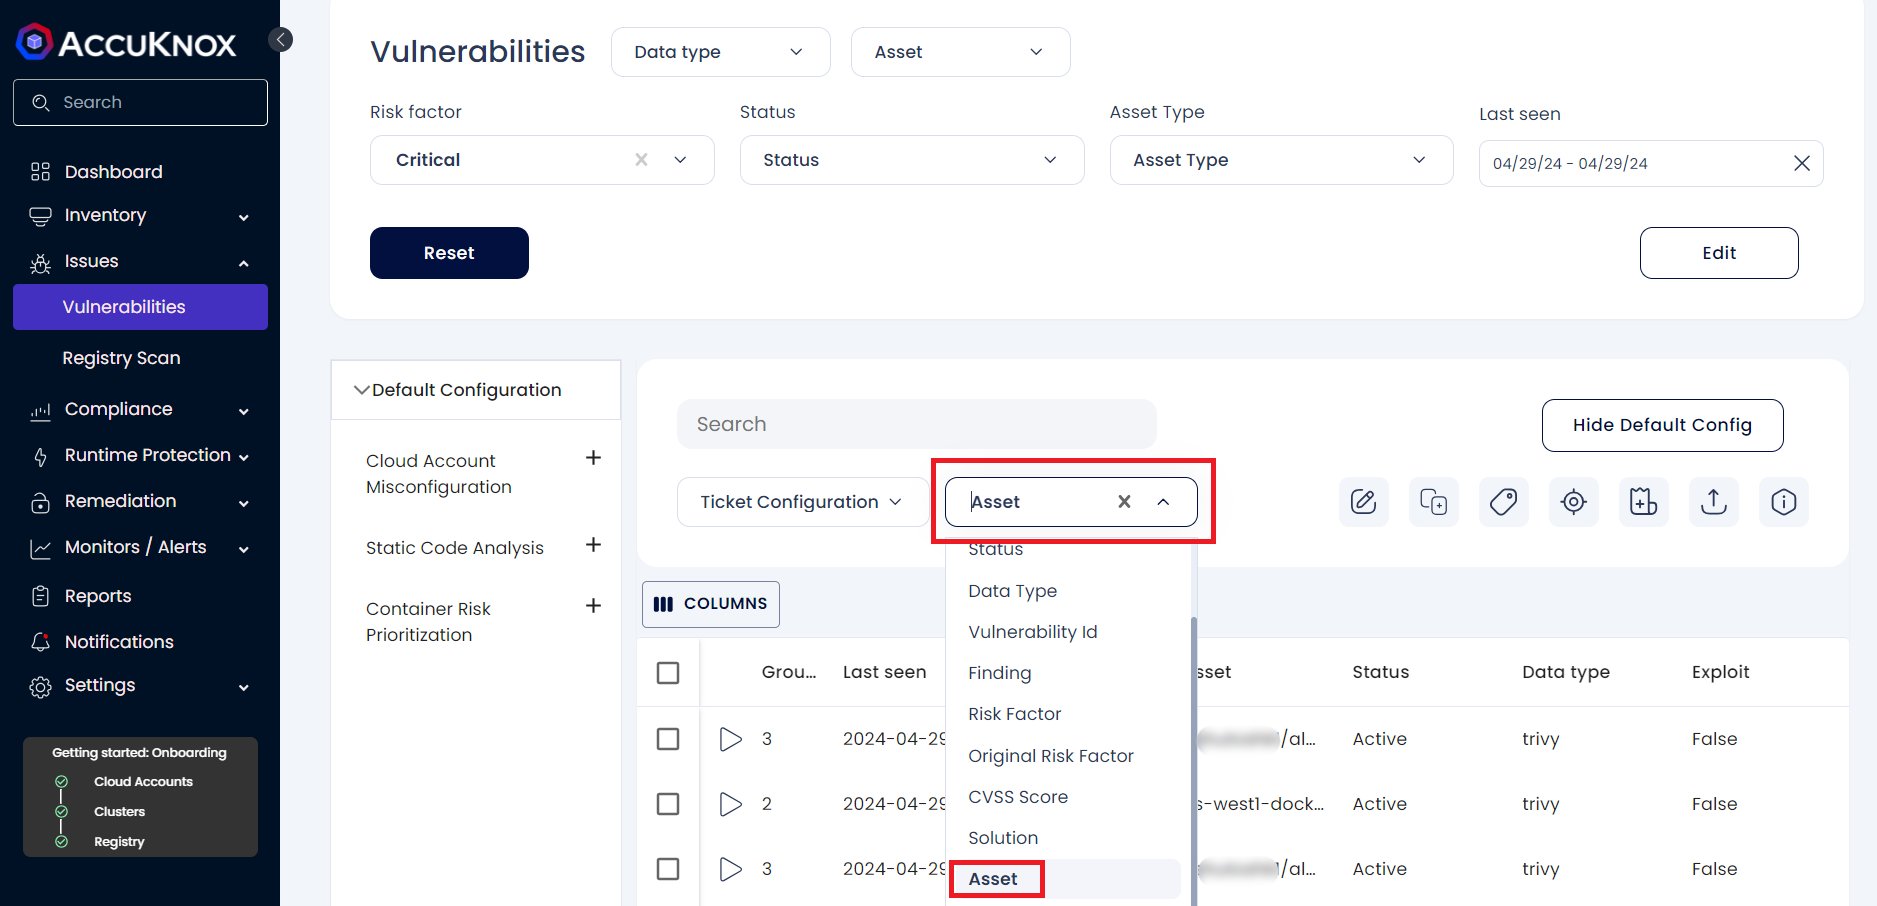 ACCUKNOX
Search
Dashboard
Inventory
Issues
Vulnerabilities
Registry Scan
Compliance
Runtime Protection
Remediation
Monitors / Alerts
Reports
Notifications
Settings
Getting started: Onboarding
Cloud Accounts
Clusters
Registry
Vulnerabilities
Data type
Asset
Risk factor
Status
Asset Type
Last seen
Critical
Status
Asset Type
04/29/24 - 04/29/24
Reset
Edit
Default Configuration
Cloud Account
Misconfiguration
Static Code Analysis
Container Risk
Prioritization
Search
Hide Default Config
Ticket Configuration
Asset
Status
Data Type
Vulnerability Id
Finding
Risk Factor
Original Risk Factor
CVSS Score
Solution
Asset
COLUMNS
Grou... Last seen sset Status Data type Exploit
3 2024-04-29 /al... Active trivy False
2 2024-04-29 s-west1-dock... Active trivy False
3 2024-04-29 /al... Active trivy False